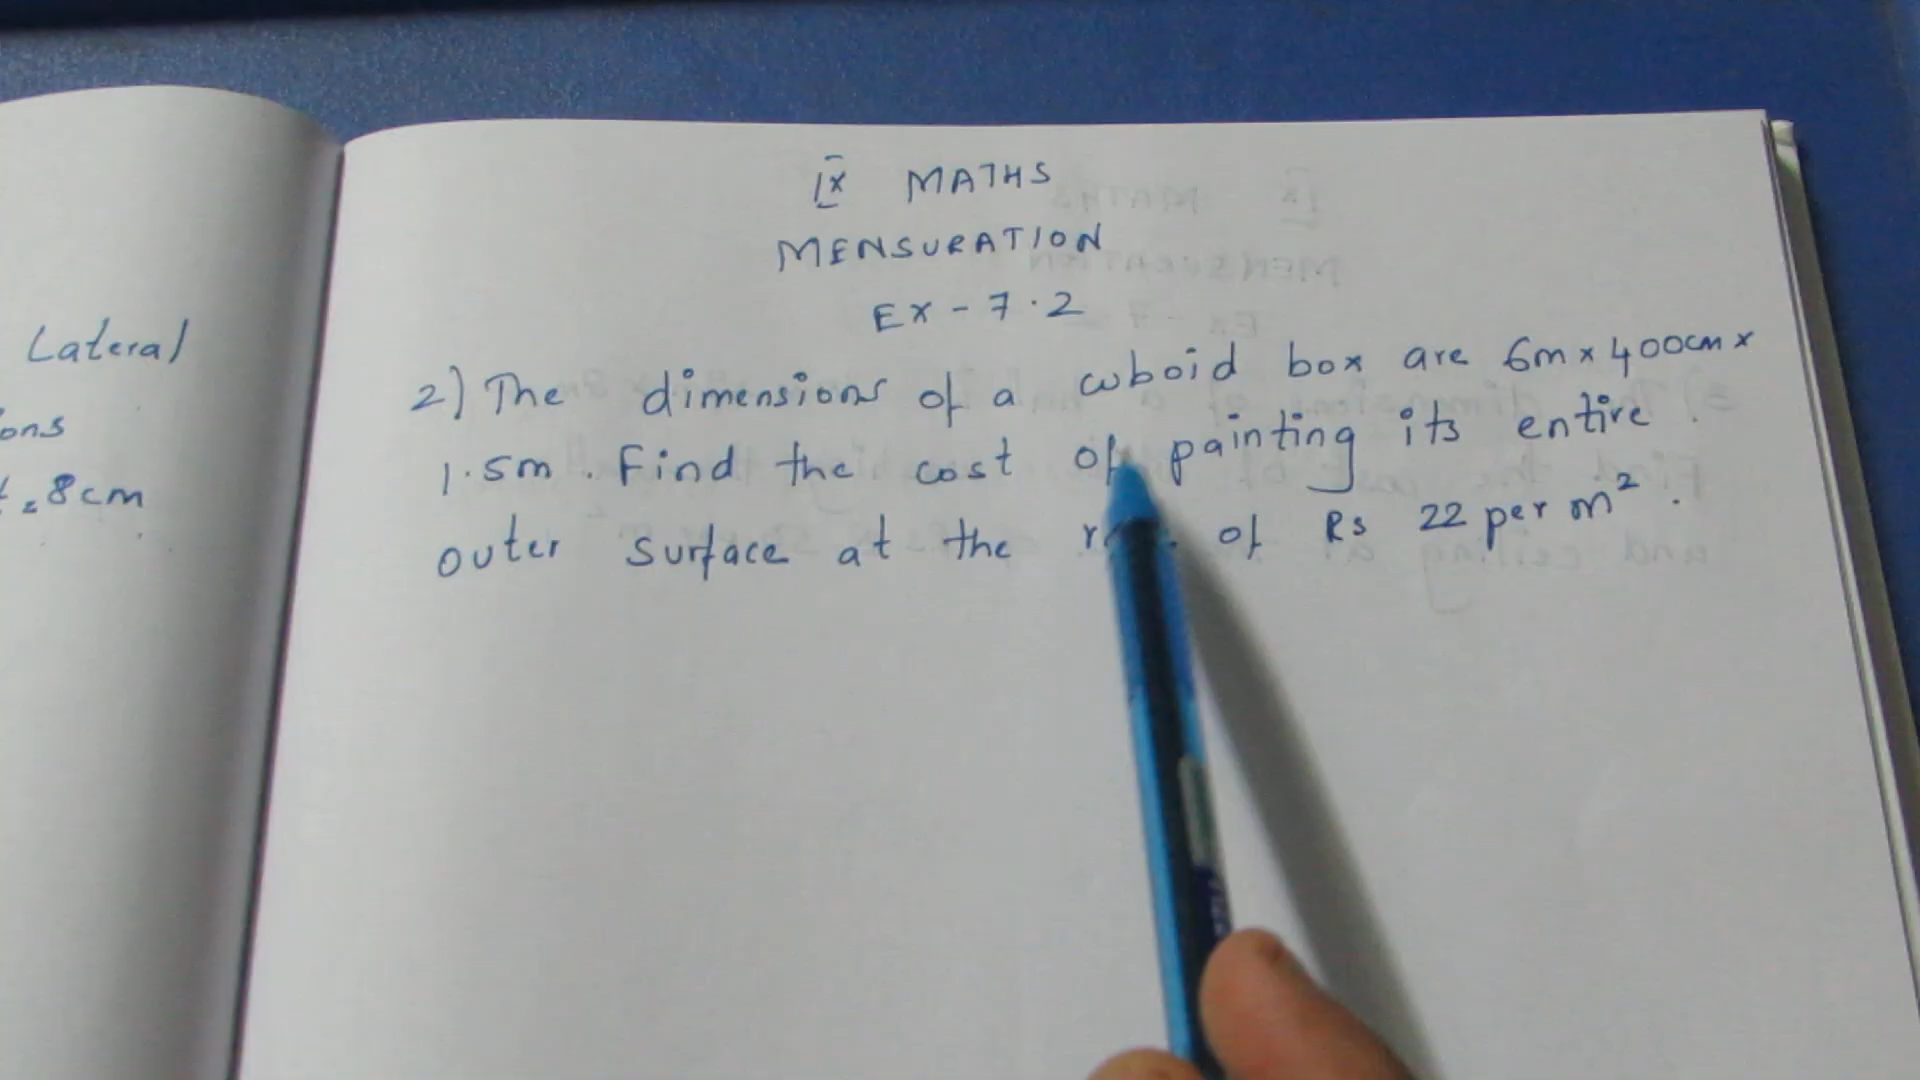 Lateral
ons
8cm
IX MATHS
MENSURATION
Ex - 7.2
2) The dimensions of a cuboid box are 6m x 400cm x
1.5m. Find the cost of painting its entire
outer surface at the of Rs 22 per m².